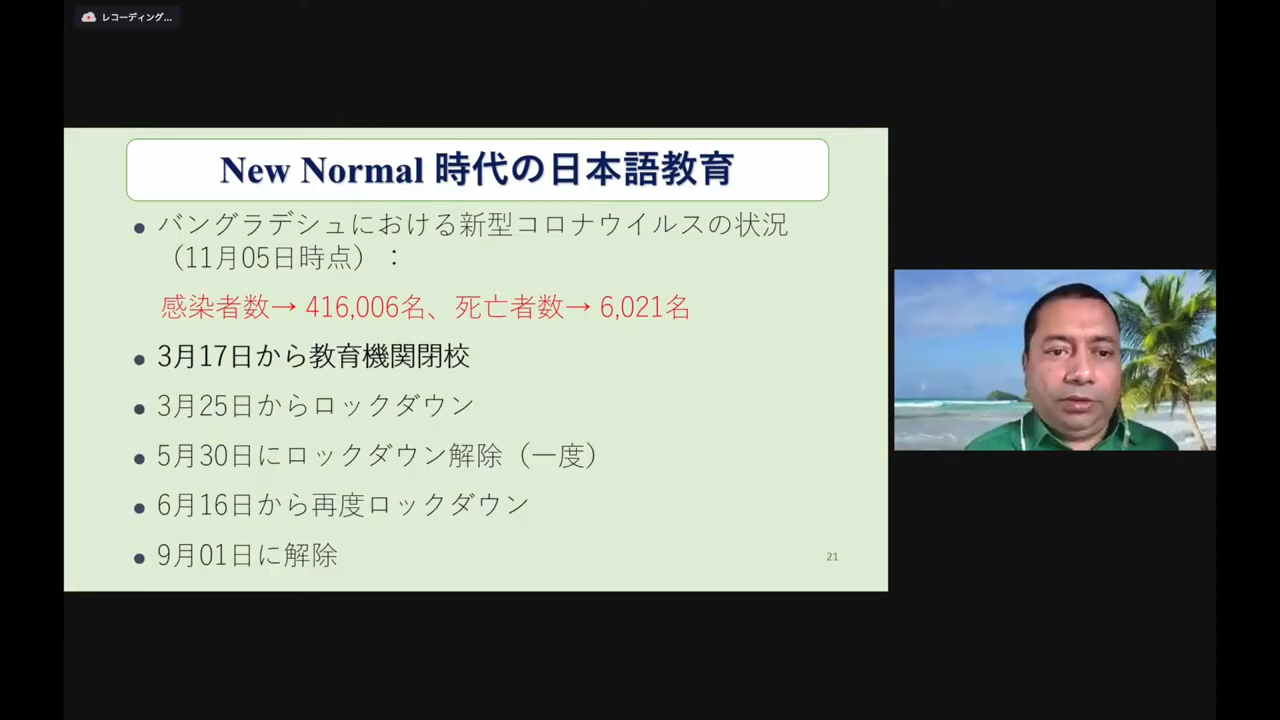 レコーディング...
New Normal 時代の日本語教育
● バングラデシュにおける新型コロナウイルスの状況
（11月05日時点）：
感染者数→ 416,006名、死亡者数→ 6,021名
● 3月17日から教育機関閉校
● 3月25日からロックダウン
● 5月30日にロックダウン解除（一度）
● 6月16日から再度ロックダウン
● 9月01日に解除
21